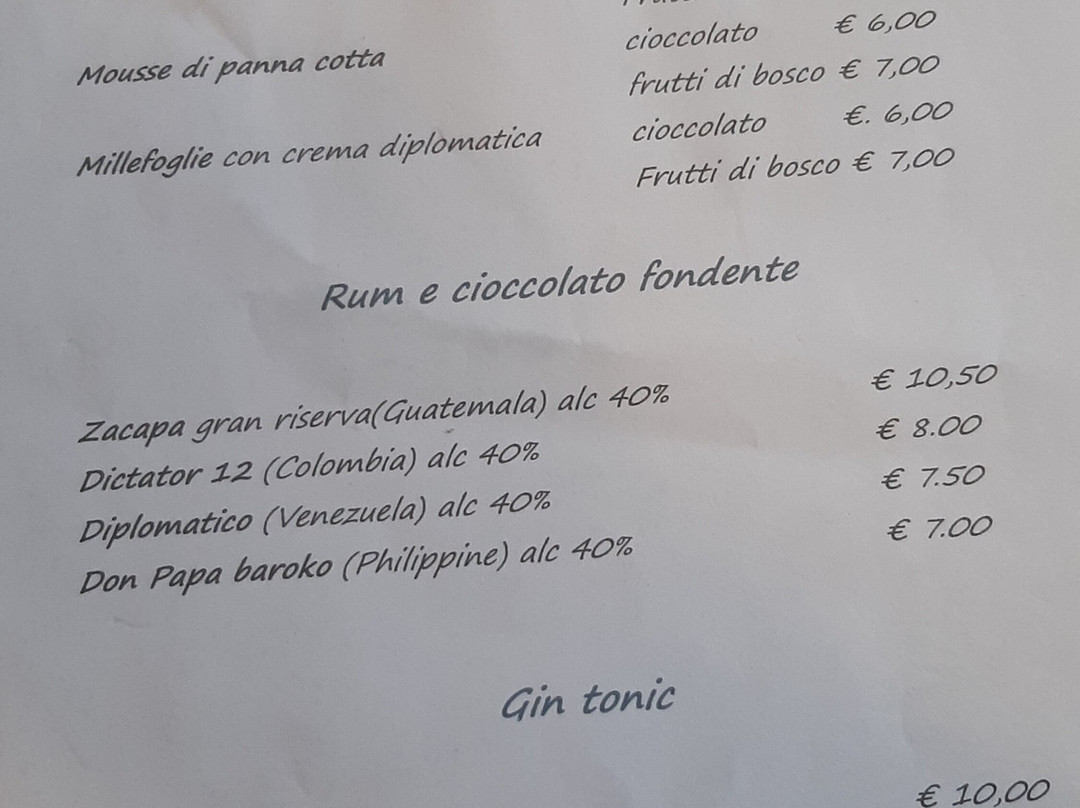 Mousse di panna cotta cioccolato € 6,00
frutti di bosco € 7,00
Millefoglie con crema diplomatica cioccolato €. 6,00
Frutti di bosco € 7,00
Rum e cioccolato fondente
Zacapa gran riserva(Guatemala) alc 40% € 10,50
Dictator 12 (Colombia) alc 40% € 8.00
Diplomatico (Venezuela) alc 40% € 7.50
Don Papa baroko (Philippine) alc 40% € 7.00
Gin tonic
€ 10,00